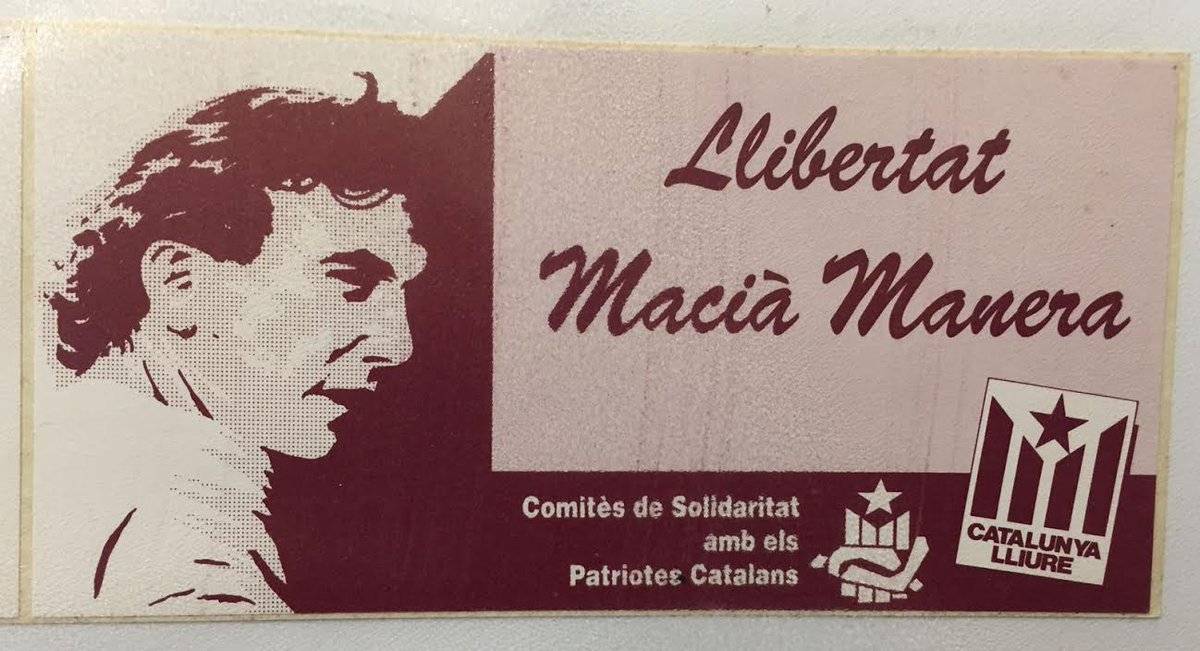 Llibertat
Macià Manera
Comitès de Solidaritat
amb els
Patriotes Catalans
CATALUNYA
LLIURE